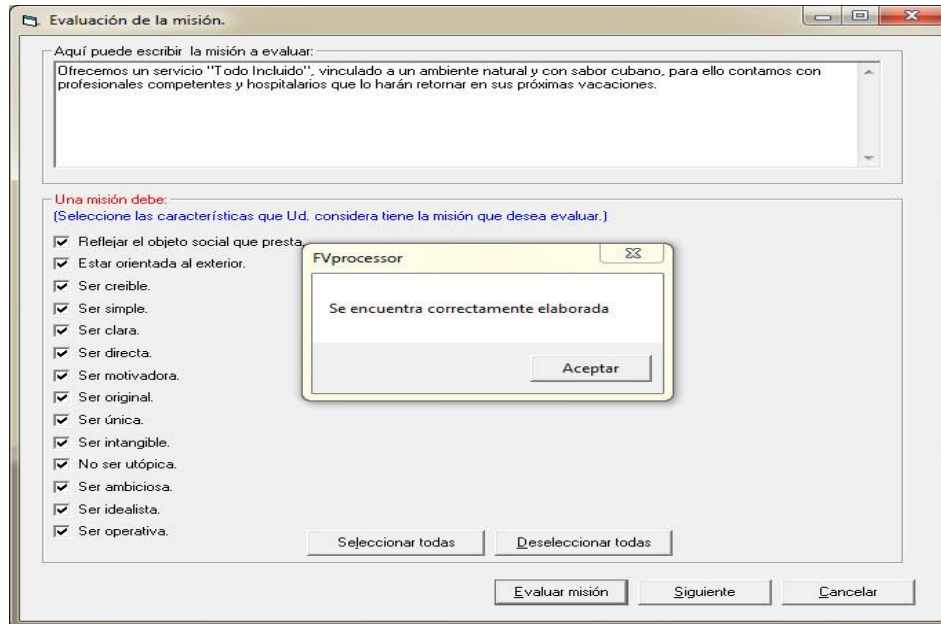 Evaluación de la misión.
Aquí puede escribir la misión a evaluar:
Ofrecemos un servicio "Todo Incluido", vinculado a un ambiente natural y con sabor cubano, para ello contamos con
profesionales competentes y hospitalarios que lo harán retornar en sus próximas vacaciones.
Una misión debe:
(Seleccione las características que Ud. considera tiene la misión que desea evaluar.)
Reflejar el objeto social que presta.
Estar orientada al exterior.
Ser creible.
Ser simple.
Ser clara.
Ser directa.
Ser motivadora.
Ser original.
Ser única.
Ser intangible.
No ser utópica.
Ser ambiciosa.
Ser idealista.
Ser operativa.
FVprocessor
Se encuentra correctamente elaborada
Aceptar
Seleccionar todas
Deseleccionar todas
Evaluar misión
Siguiente
Cancelar